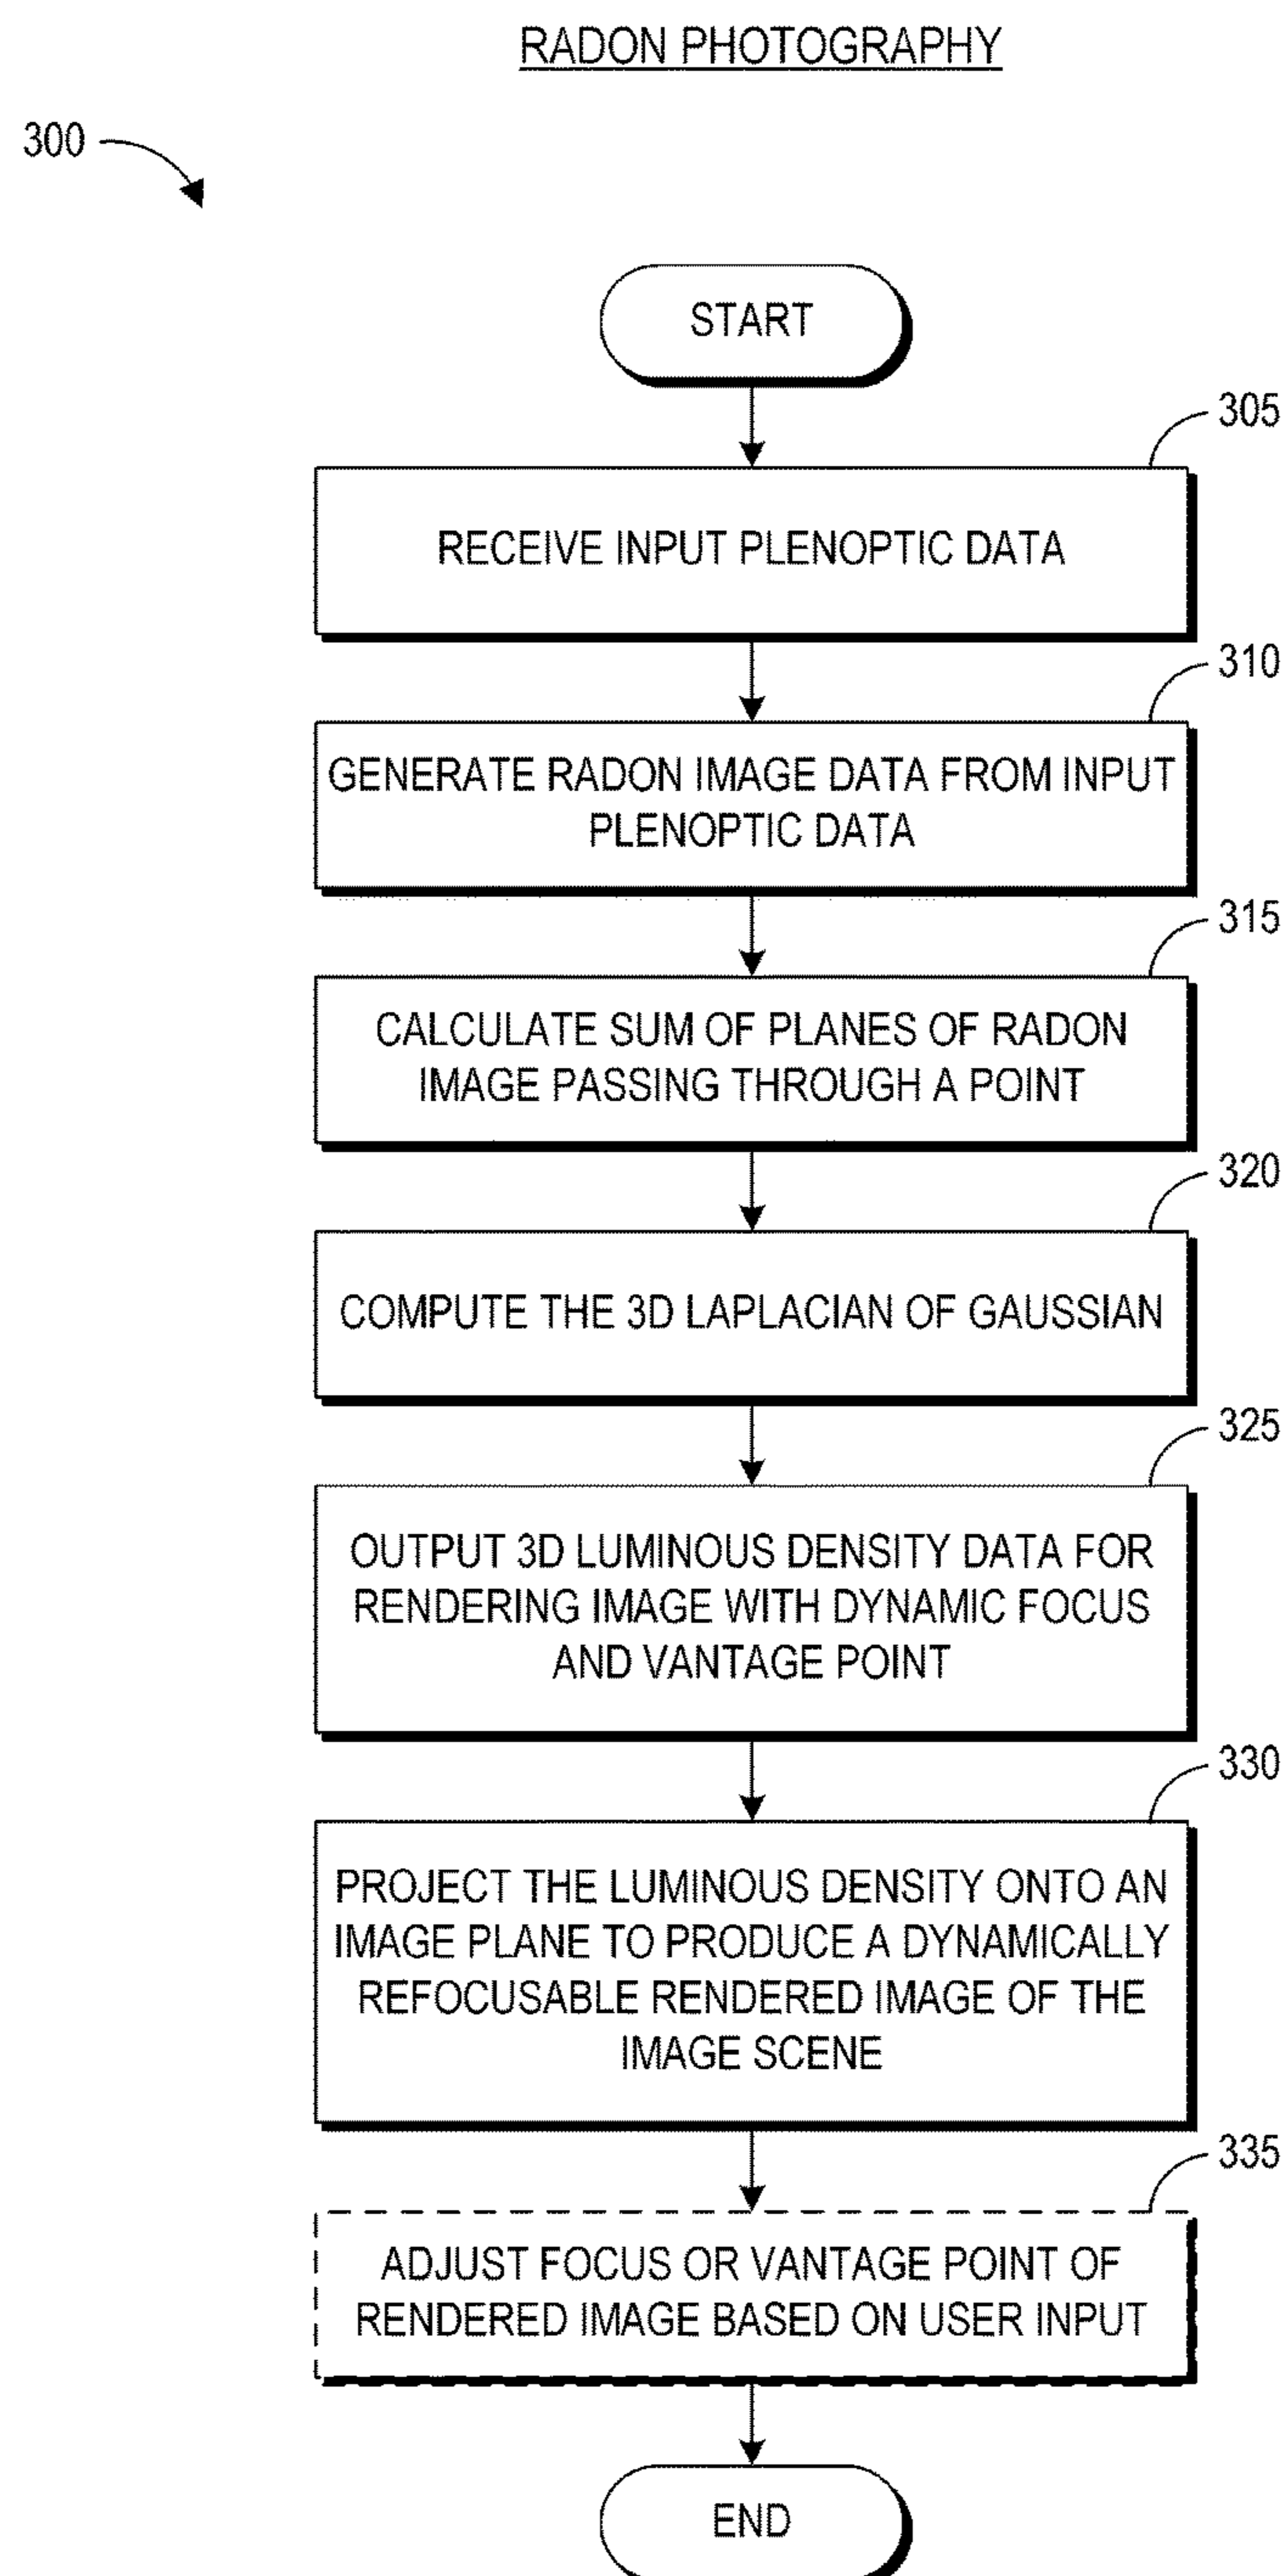 RADON PHOTOGRAPHY
300
START
305
RECEIVE INPUT PLENOPTIC DATA
310
GENERATE RADON IMAGE DATA FROM INPUT
PLENOPTIC DATA
315
CALCULATE SUM OF PLANES OF RADON
IMAGE PASSING THROUGH A POINT
320
COMPUTE THE 3D LAPLACIAN OF GAUSSIAN
325
OUTPUT 3D LUMINOUS DENSITY DATA FOR
RENDERING IMAGE WITH DYNAMIC FOCUS
AND VANTAGE POINT
330
PROJECT THE LUMINOUS DENSITY ONTO AN
IMAGE PLANE TO PRODUCE A DYNAMICALLY
REFOCUSABLE RENDERED IMAGE OF THE
IMAGE SCENE
335
ADJUST FOCUS OR VANTAGE POINT OF
RENDERED IMAGE BASED ON USER INPUT
END